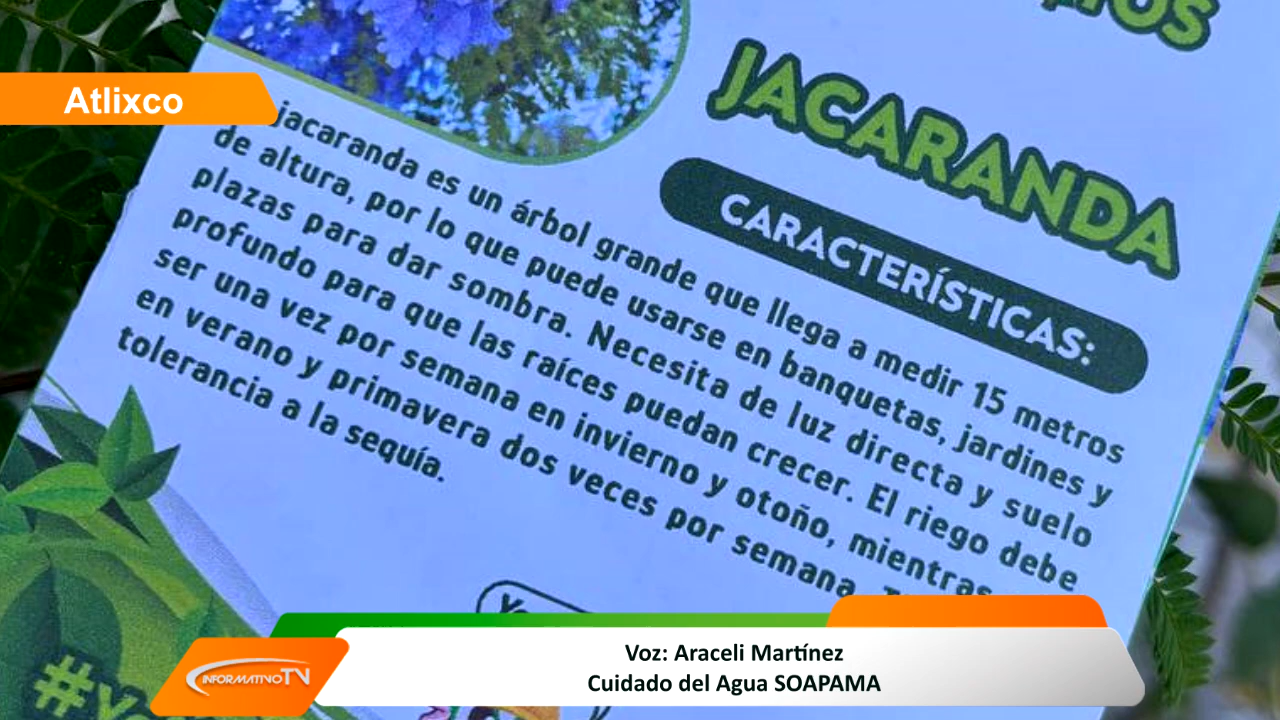 Atlixco
JACARANDA
CARACTERÍSTICAS:
jacaranda es un árbol grande que llega a medir 15 metros
de altura, por lo que puede usarse en banquetas, jardines y
plazas para dar sombra. Necesita de luz directa y suelo
profundo para que las raíces puedan crecer. El riego debe
ser una vez por semana en invierno y otoño, mientras
en verano y primavera dos veces por semana.
tolerancia a la sequía.
Voz: Araceli Martínez
Cuidado del Agua SOAPAMA
INFORMATIVO TV